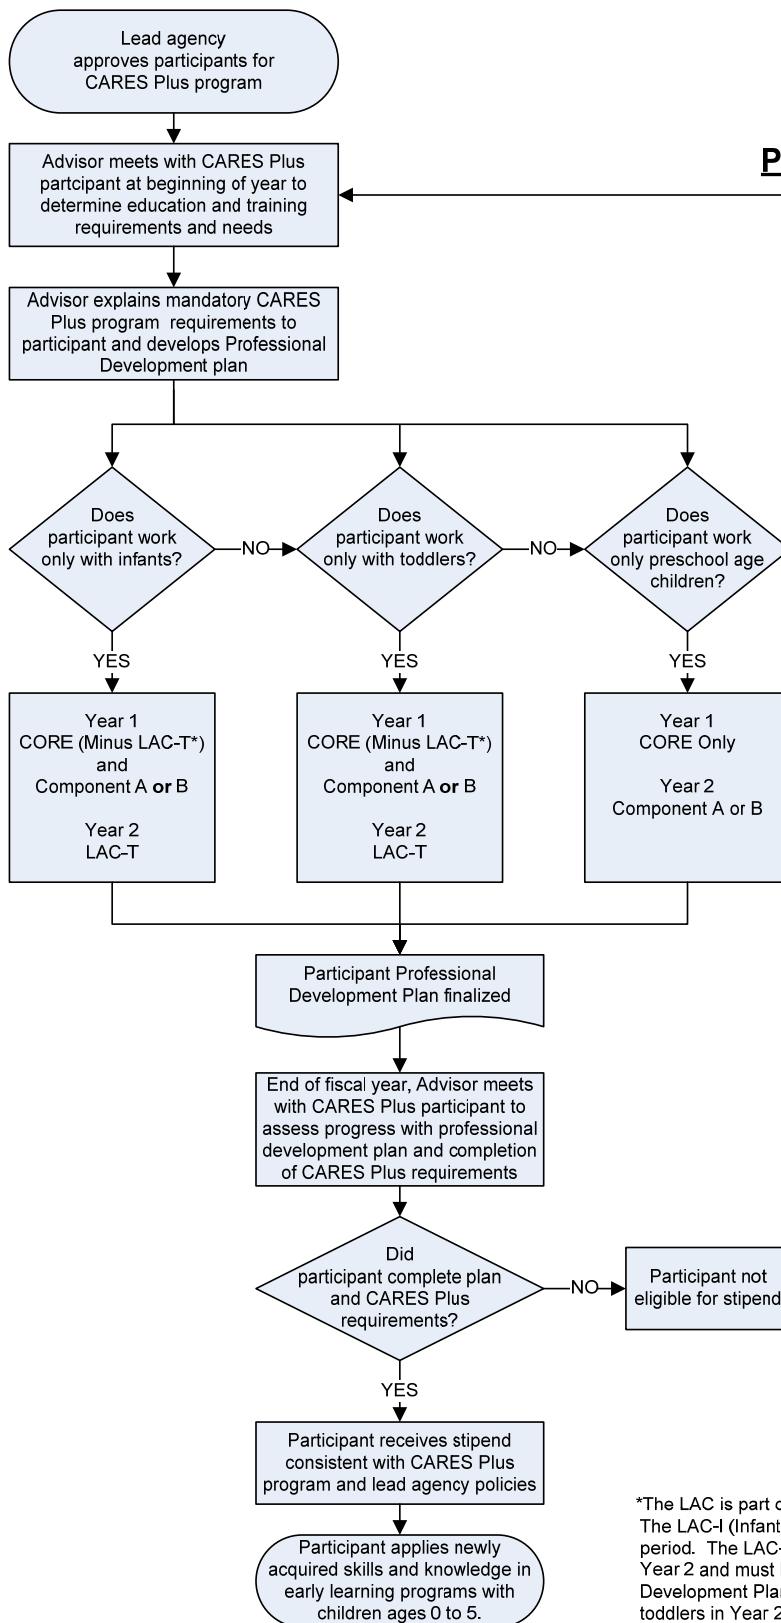 Lead agency
approves participants for
CARES Plus program
P
Advisor meets with CARES Plus
partcipant at beginning of year to
determine education and training
requirements and needs
Advisor explains mandatory CARES
Plus program requirements to
participant and develops Professional
Development plan
Does
participant work
only with infants?
NO
Does
participant work
only with toddlers?
NO
Does
participant work
only preschool age
children?
YES
YES
YES
Year 1
CORE (Minus LAC-T*)
and
Component A or B
Year 2
LAC-T
Year 1
CORE (Minus LAC-T*)
and
Component A or B
Year 2
LAC-T
Year 1
CORE Only
Year 2
Component A or B
Participant Professional
Development Plan finalized
End of fiscal year, Advisor meets
with CARES Plus participant to
assess progress with professional
development plan and completion
of CARES Plus requirements
Did
participant complete plan
and CARES Plus
requirements?
NO
Participant not
eligible for stipend
YES
Participant receives stipend
consistent with CARES Plus
program and lead agency policies
Participant applies newly
acquired skills and knowledge in
early learning programs with
children ages 0 to 5.
*The LAC is part
The LAC-I (Infant
period. The LAC-
Year 2 and must
Development Plan
toddlers in Year 2